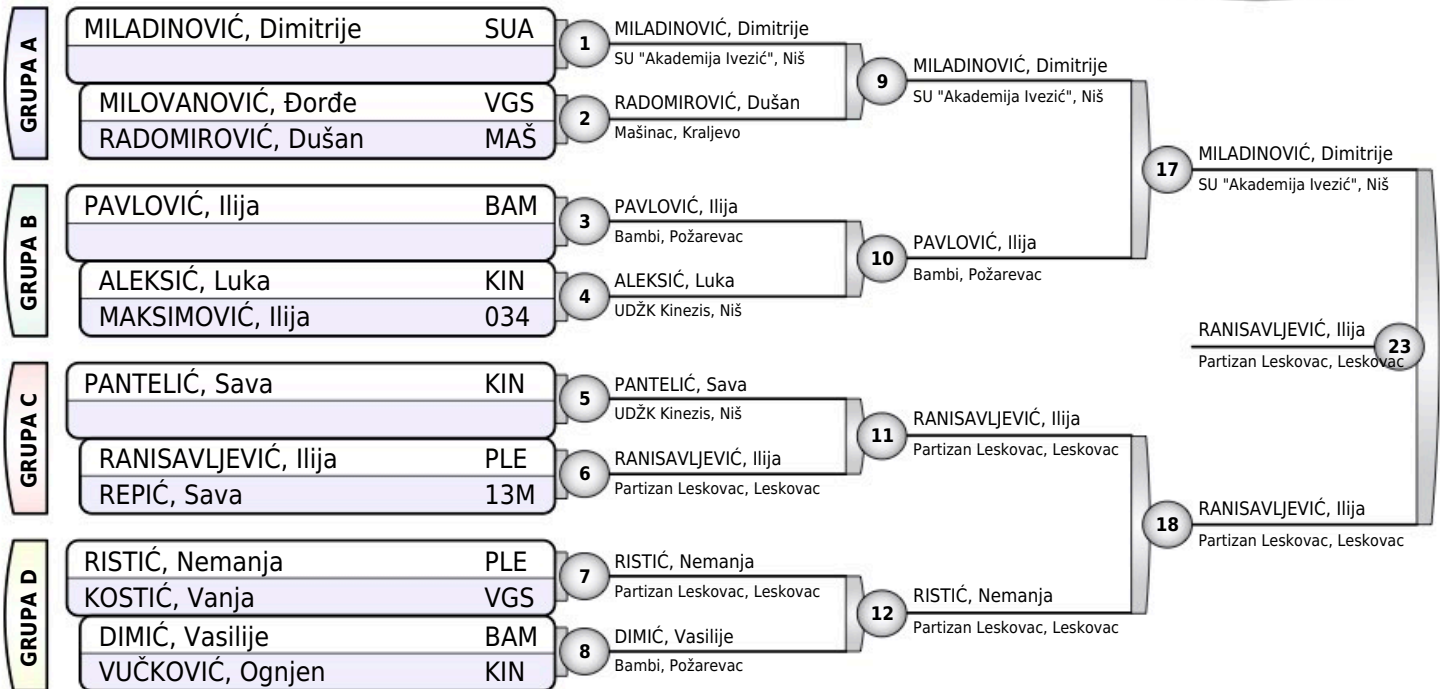 GRUPA A
MILADINOVIĆ, Dimitrije SUA
MILOVANOVIĆ, Đorđe VGS
RADOMIROVIĆ, Dušan MAŠ
GRUPA B
PAVLOVIĆ, Ilija BAM
ALEKSIĆ, Luka KIN
MAKSIMOVIĆ, Ilija 034
GRUPA C
PANTELIĆ, Sava KIN
RANISAVLJEVIĆ, Ilija PLE
REPIĆ, Sava 13M
GRUPA D
RISTIĆ, Nemanja PLE
KOSTIĆ, Vanja VGS
DIMIĆ, Vasilije BAM
VUČKOVIĆ, Ognjen KIN
1
MILADINOVIĆ, Dimitrije
SU "Akademija Ivezić", Niš
2
RADOMIROVIĆ, Dušan
Mašinac, Kraljevo
3
PAVLOVIĆ, Ilija
Bambi, Požarevac
4
ALEKSIĆ, Luka
UDŽK Kinezis, Niš
5
PANTELIĆ, Sava
UDŽK Kinezis, Niš
6
RANISAVLJEVIĆ, Ilija
Partizan Leskovac, Leskovac
7
RISTIĆ, Nemanja
Partizan Leskovac, Leskovac
8
DIMIĆ, Vasilije
Bambi, Požarevac
9
MILADINOVIĆ, Dimitrije
SU "Akademija Ivezić", Niš
10
PAVLOVIĆ, Ilija
Bambi, Požarevac
11
RANISAVLJEVIĆ, Ilija
Partizan Leskovac, Leskovac
12
RISTIĆ, Nemanja
Partizan Leskovac, Leskovac
17
MILADINOVIĆ, Dimitrije
SU "Akademija Ivezić", Niš
18
RANISAVLJEVIĆ, Ilija
Partizan Leskovac, Leskovac
RANISAVLJEVIĆ, Ilija
Partizan Leskovac, Leskovac
23